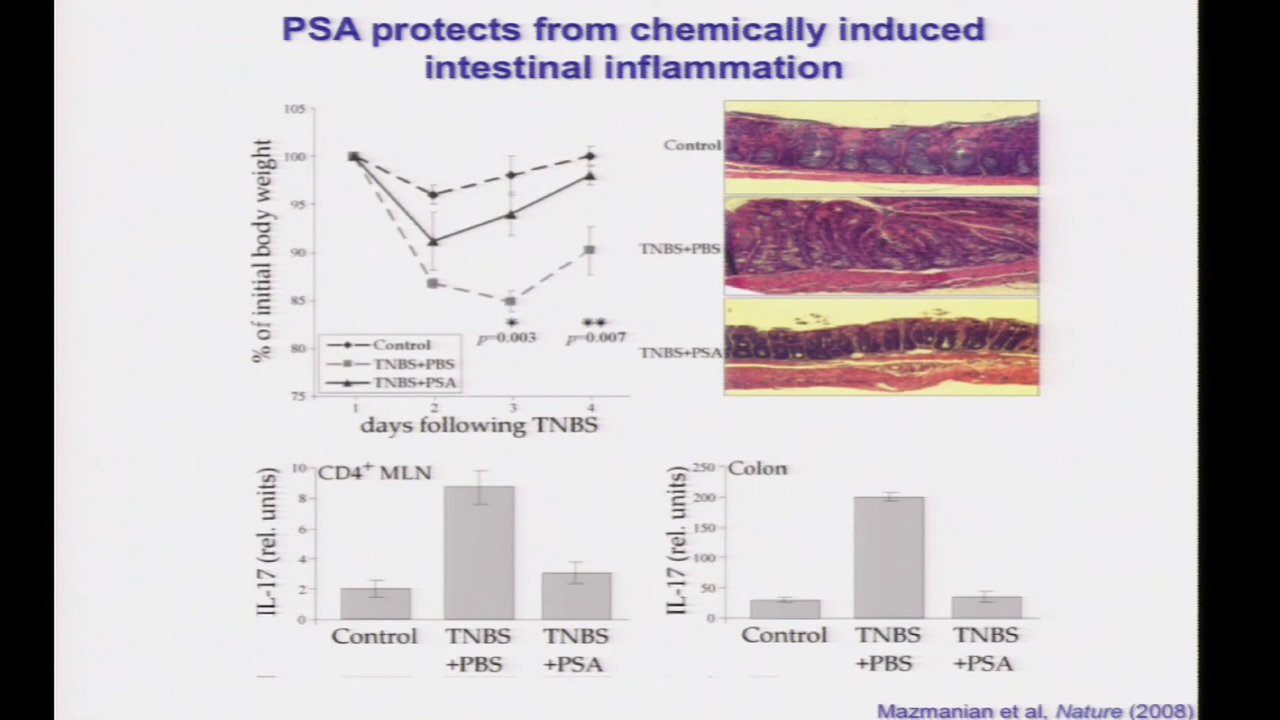 PSA protects from chemically induced
intestinal inflammation
% of initial body weight
105
100
95
90
85
80
75
Control
TNBS+PBS
TNBS+PSA
*
p=0.003
**
p=0.007
1 2 3 4
days following TNBS
Control
TNBS+PBS
TNBS+PSA
CD4+ MLN
IL-17 (rel. units)
10
8
6
4
2
0
Control
TNBS
+PBS
TNBS
+PSA
Colon
IL-17 (rel. units)
250
200
150
100
50
0
Control
TNBS
+PBS
TNBS
+PSA
Mazmanian et al, Nature (2008)